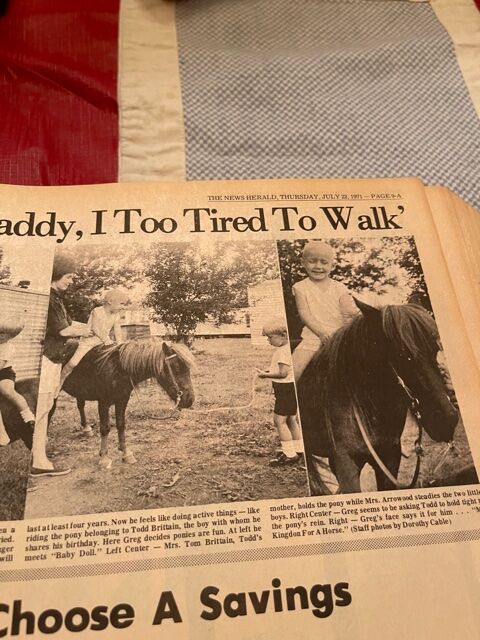 THE NEWS HERALD, THURSDAY, JULY 22, 1971 — PAGE 9-A
addy, I Too Tired To Walk'
last at least four years. Now he feels like doing active things — like
riding the pony belonging to Todd Brittain, the boy with whom he
shares his birthday. Here Greg decides ponies are fun. At left he
meets "Baby Doll." Left Center — Mrs. Tom Brittain, Todd's
mother, holds the pony while Mrs. Arrowood steadies the two little
boys. Right Center — Greg seems to be asking Todd to hold tight
the pony's rein. Right — Greg's face says it for him . . . "M
Kingdon For A Horse." (Staff photos by Dorothy Cable)
Choose A Savings